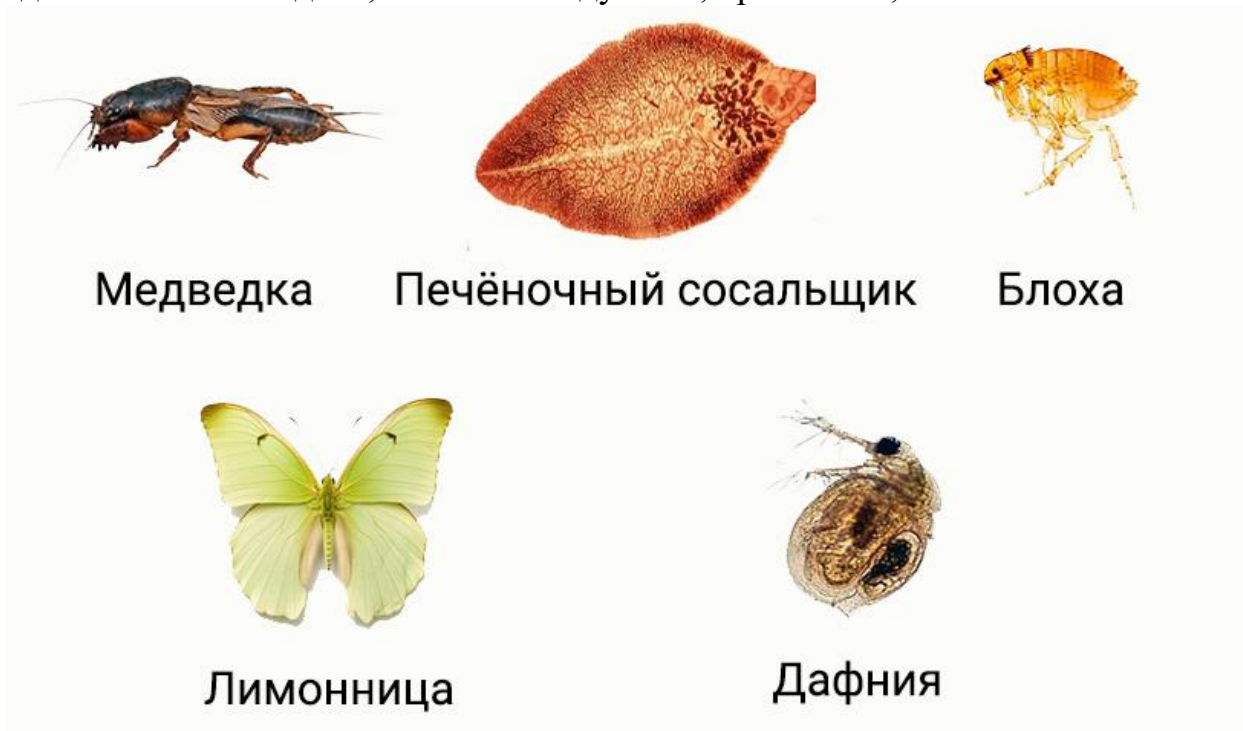 Медведка
Печёночный сосальщик
Блоха
Лимонница
Дафния